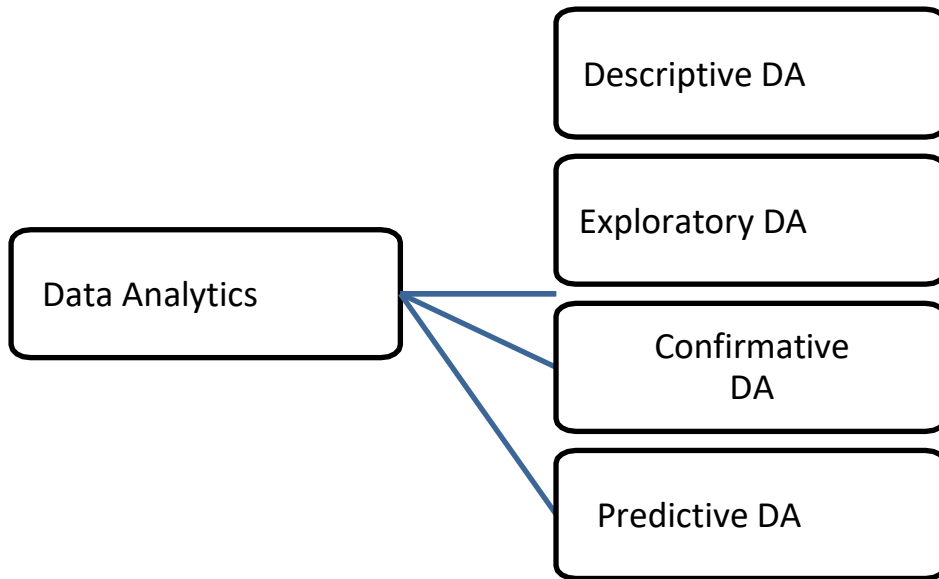 Descriptive DA
Exploratory DA
Data Analytics
Confirmative
DA
Predictive DA